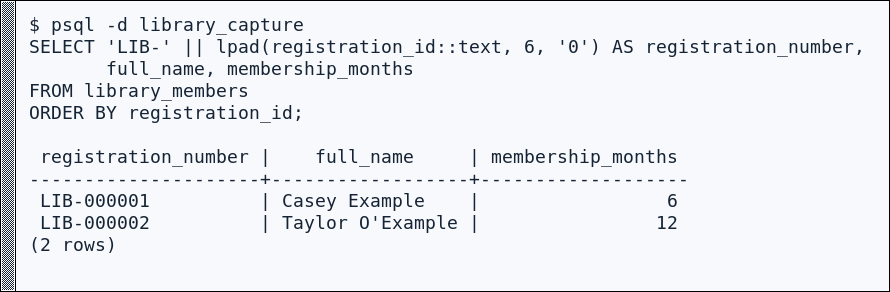 $ psql -d library_capture
SELECT 'LIB-' || lpad(registration_id::text, 6, '0') AS registration_number,
       full_name, membership_months
FROM library_members
ORDER BY registration_id;

 registration_number |    full_name     | membership_months
---------------------+------------------+-------------------
 LIB-000001          | Casey Example    |                 6
 LIB-000002          | Taylor O'Example |                12
(2 rows)